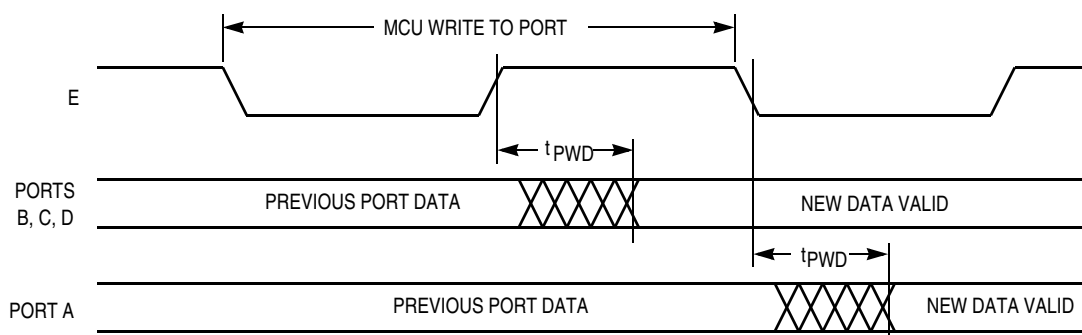 MCU WRITE TO PORT
E
tPWD
PORTS
B, C, D
PREVIOUS PORT DATA
NEW DATA VALID
tPWD
PORT A
PREVIOUS PORT DATA
NEW DATA VALID